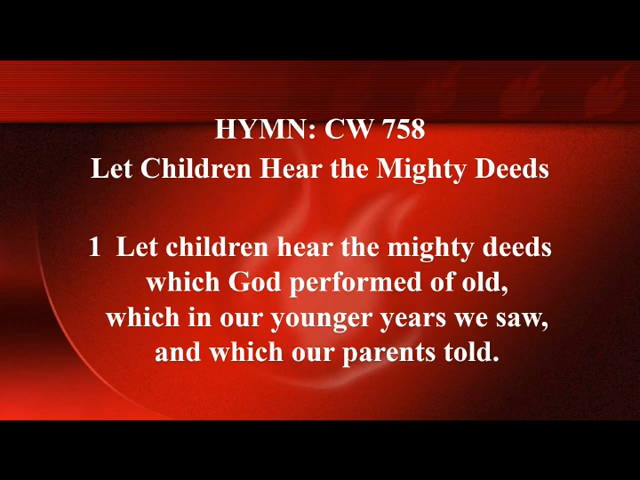 HYMN: CW 758
Let Children Hear the Mighty Deeds
1 Let children hear the mighty deeds
which God performed of old,
which in our younger years we saw,
and which our parents told.